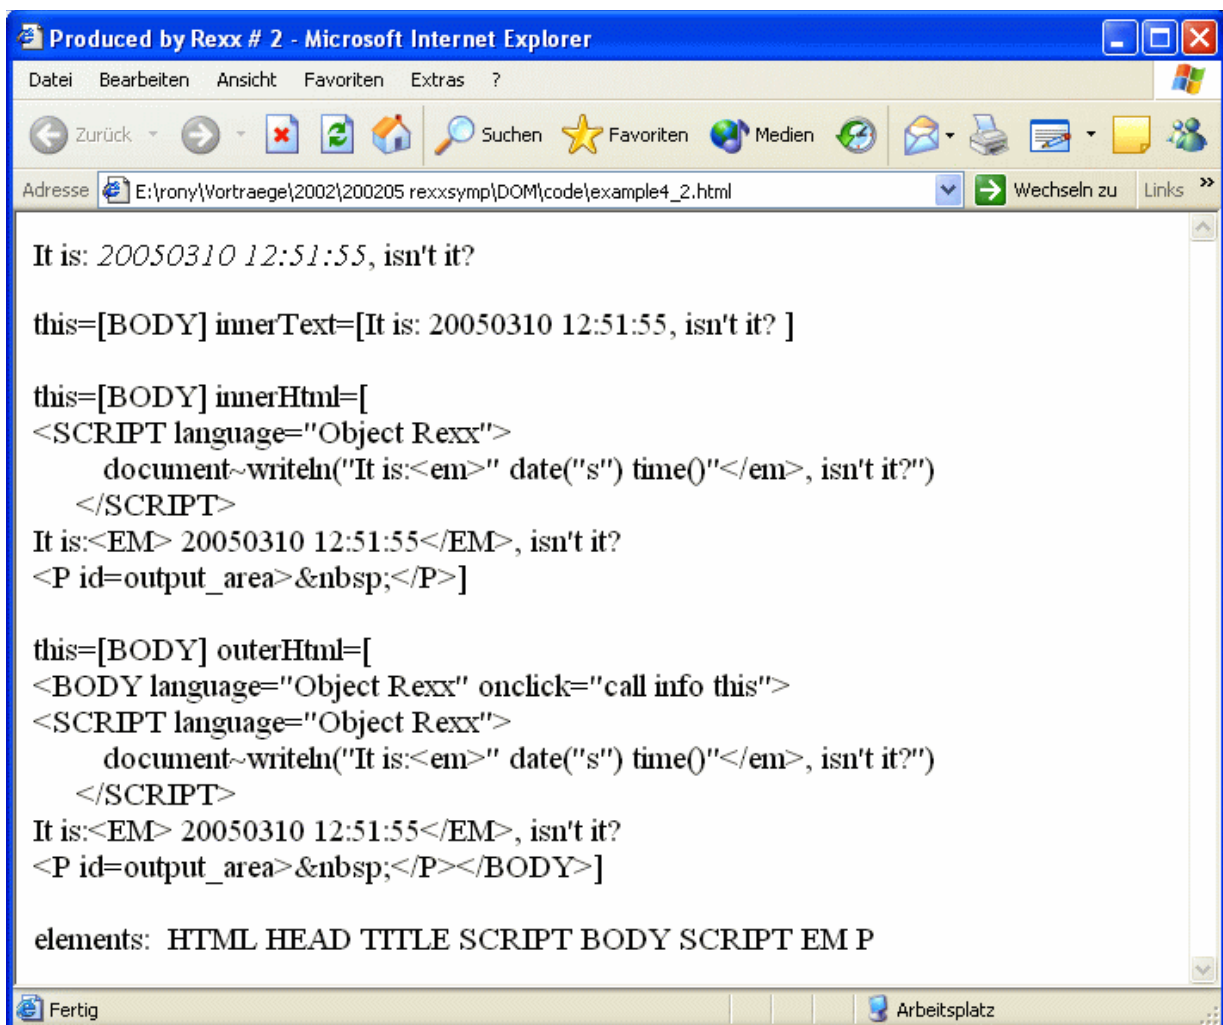 Produced by Rexx # 2 - Microsoft Internet Explorer
Datei Bearbeiten Ansicht Favoriten Extras ?
Zurück Suchen Favoriten Medien
Adresse E:\rony\Vortraege\2002\200205 rexxsymp\DOM\code\example4_2.html Wechseln zu Links »
It is: 20050310 12:51:55, isn't it?
this=[BODY] innerText=[It is: 20050310 12:51:55, isn't it? ]
this=[BODY] innerHtml=[
<SCRIPT language="Object Rexx">
document~writeln("It is:<em>" date("s") time()"</em>, isn't it?")
</SCRIPT>
It is:<EM> 20050310 12:51:55</EM>, isn't it?
<P id=output_area>&nbsp;</P>]
this=[BODY] outerHtml=[
<BODY language="Object Rexx" onclick="call info this">
<SCRIPT language="Object Rexx">
document~writeln("It is:<em>" date("s") time()"</em>, isn't it?")
</SCRIPT>
It is:<EM> 20050310 12:51:55</EM>, isn't it?
<P id=output_area>&nbsp;</P></BODY>]
elements: HTML HEAD TITLE SCRIPT BODY SCRIPT EM P
Fertig Arbeitsplatz